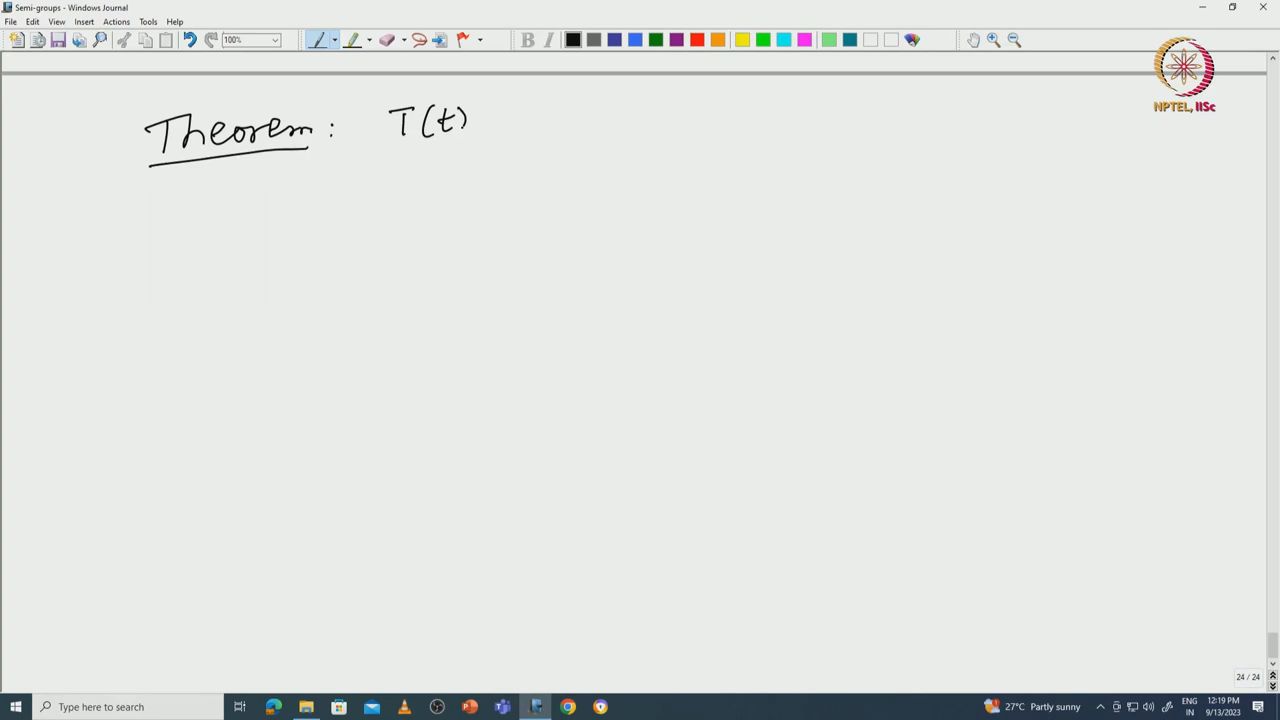 Semi-groups - Windows Journal
File Edit View Insert Actions Tools Help
100%
B I
NPTEL, IISc
Theorem : T(t)
24 / 24
Type here to search
27°C Partly sunny
ENG
IN
12:19 PM
9/13/2023